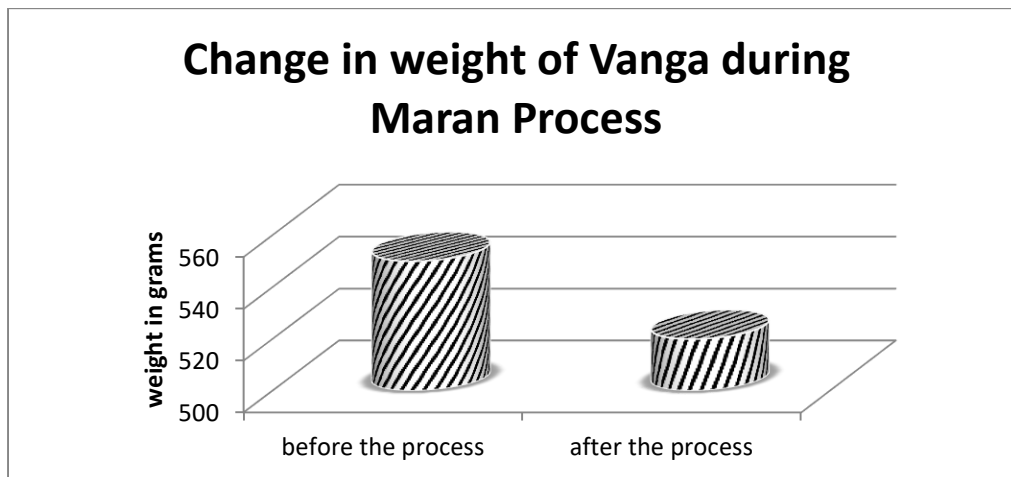 Change in weight of Vanga during
Maran Process
weight in grams
560
540
520
500
before the process
after the process